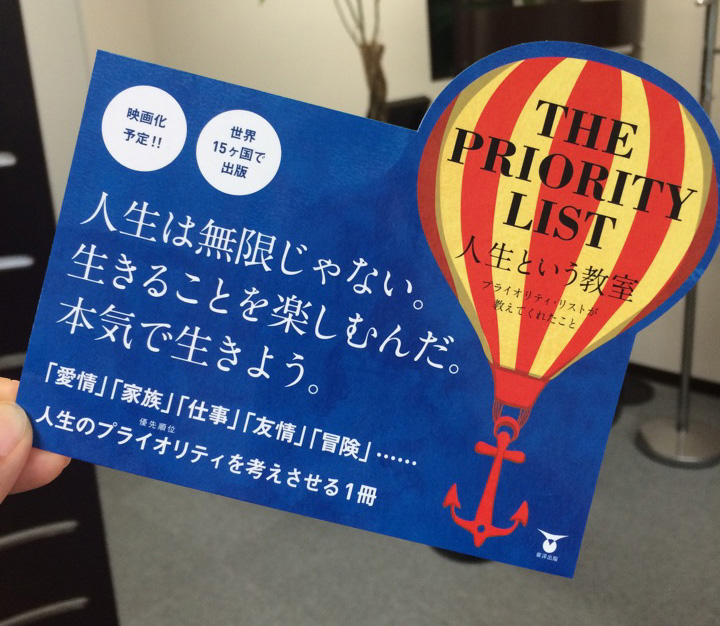 映画化
予定!!
世界
15ヶ国で
出版
THE
PRIORITY
LIST
人生という教室
プライオリティ・リストが
教えてくれたこと
人生は無限じゃない。
生きることを楽しむんだ。
本気で生きよう。
「愛情」「家族」「仕事」「友情」「冒険」……
優先順位
人生のプライオリティを考えさせる1冊
東洋出版